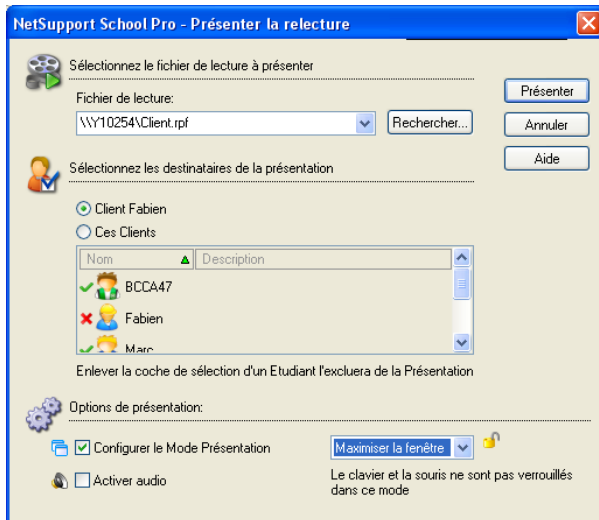 NetSupport School Pro - Présenter la relecture
Sélectionnez le fichier de lecture à présenter
Fichier de lecture:
\\Y10254\Client.rpf
Rechercher...
Présenter
Annuler
Aide
Sélectionnez les destinataires de la présentation
Client Fabien
Ces Clients
Nom Description
BCCA47
Fabien
Marc
Enlever la coche de sélection d'un Etudiant l'excluera de la Présentation
Options de présentation:
Configurer le Mode Présentation
Maximiser la fenêtre
Activer audio
Le clavier et la souris ne sont pas verrouillés
dans ce mode